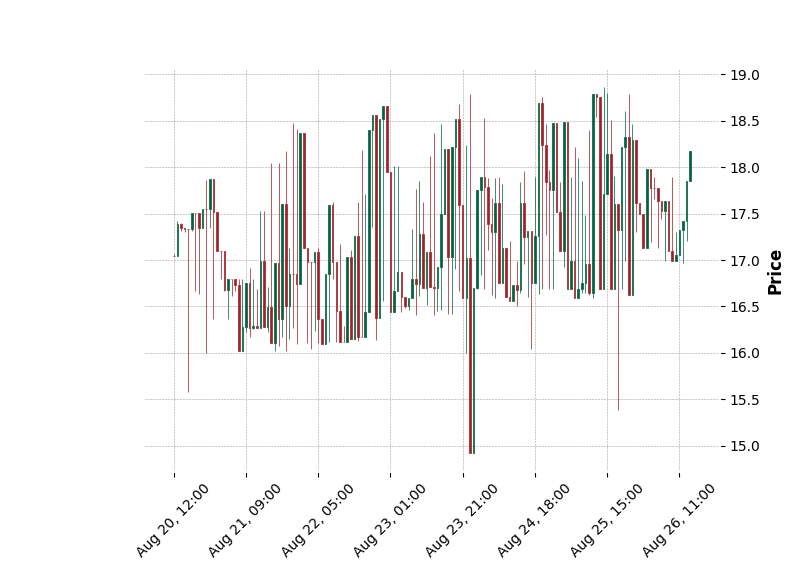 19.0
18.5
18.0
17.5
17.0
16.5
16.0
15.5
15.0
Price
Aug 20, 12:00
Aug 21, 09:00
Aug 22, 05:00
Aug 23, 01:00
Aug 23, 21:00
Aug 24, 18:00
Aug 25, 15:00
Aug 26, 11:00